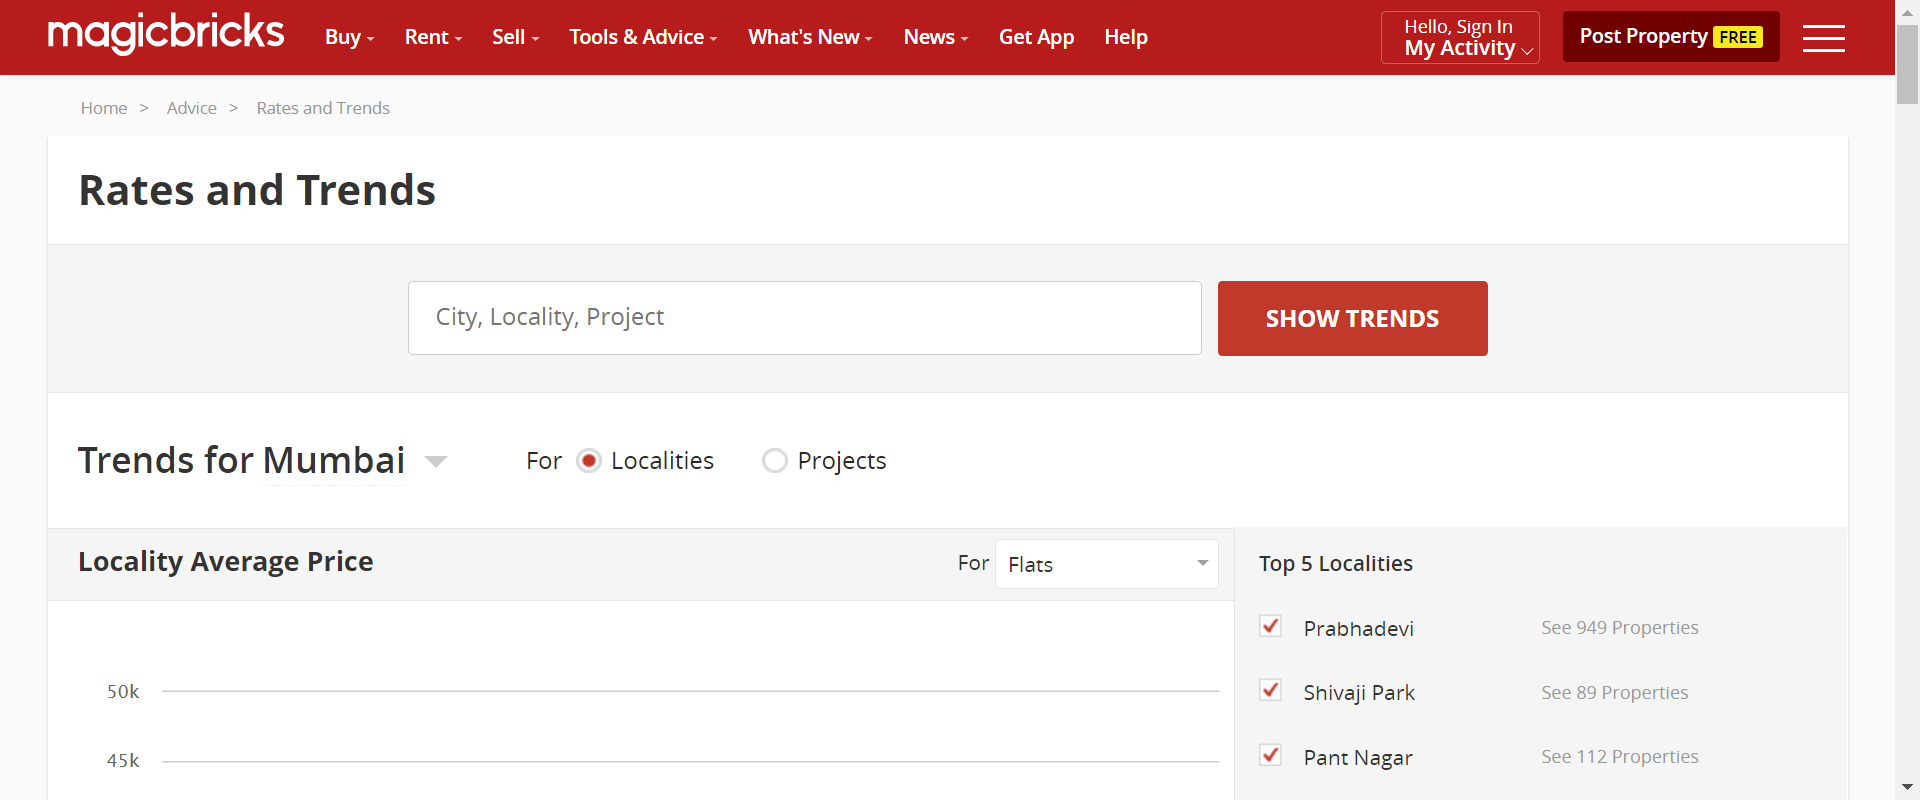 magicbricks Buy Rent Sell Tools & Advice What's New News Get App Help
Hello, Sign In
My Activity
Post Property FREE
Home > Advice > Rates and Trends
Rates and Trends
City, Locality, Project
SHOW TRENDS
Trends for Mumbai For Localities Projects
Locality Average Price For Flats
50k
45k
Top 5 Localities
Prabhadevi See 949 Properties
Shivaji Park See 89 Properties
Pant Nagar See 112 Properties